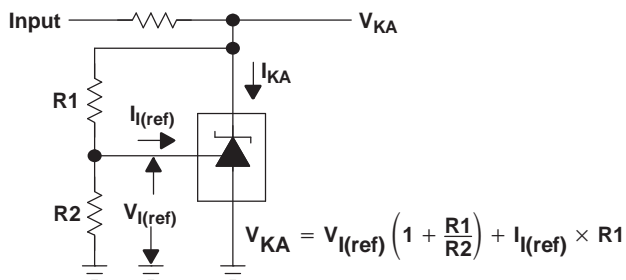 Input
V_KA
I_KA
R1
I_I(ref)
R2
V_I(ref)
V_KA = V_I(ref) (1 + R1/R2) + I_I(ref) × R1